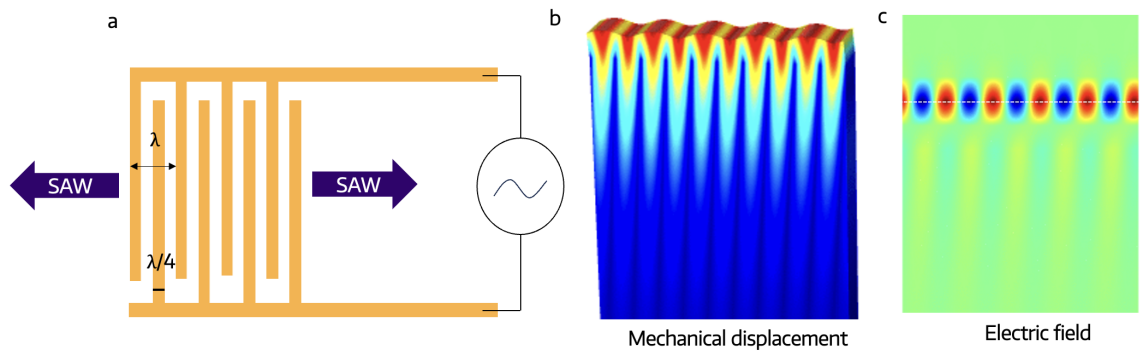 a
b
c
λ
SAW
SAW
λ/4
Mechanical displacement
Electric field